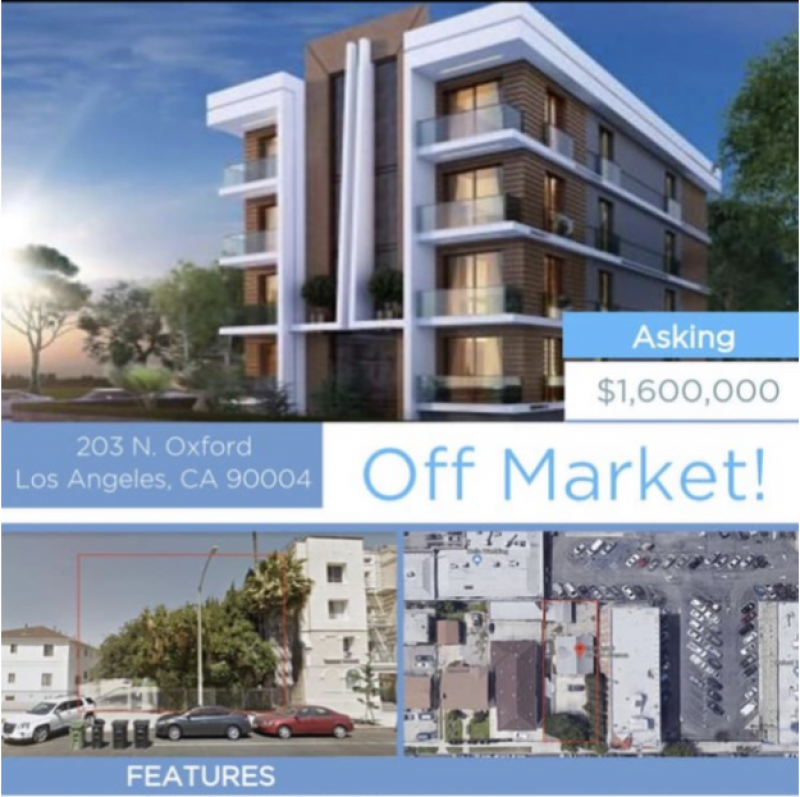 Asking
$1,600,000
203 N. Oxford
Los Angeles, CA 90004
Off Market!
FEATURES